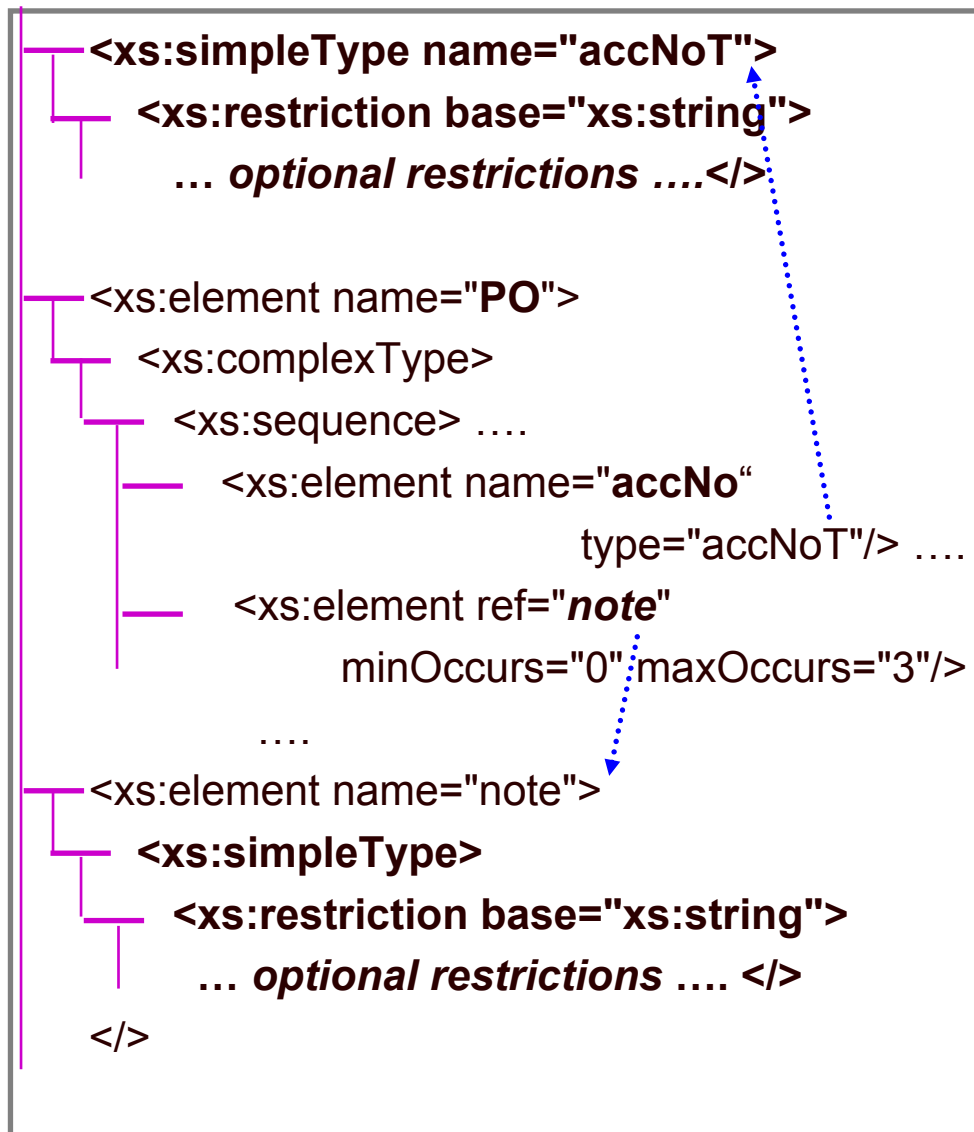 <xs:simpleType name="accNoT">
<xs:restriction base="xs:string">
… optional restrictions ….</>
<xs:element name="PO">
<xs:complexType>
<xs:sequence> ….
<xs:element name="accNo“
type="accNoT"/> ….
<xs:element ref="note"
minOccurs="0" maxOccurs="3"/>
….
<xs:element name="note">
<xs:simpleType>
<xs:restriction base="xs:string">
… optional restrictions …. </>
</>